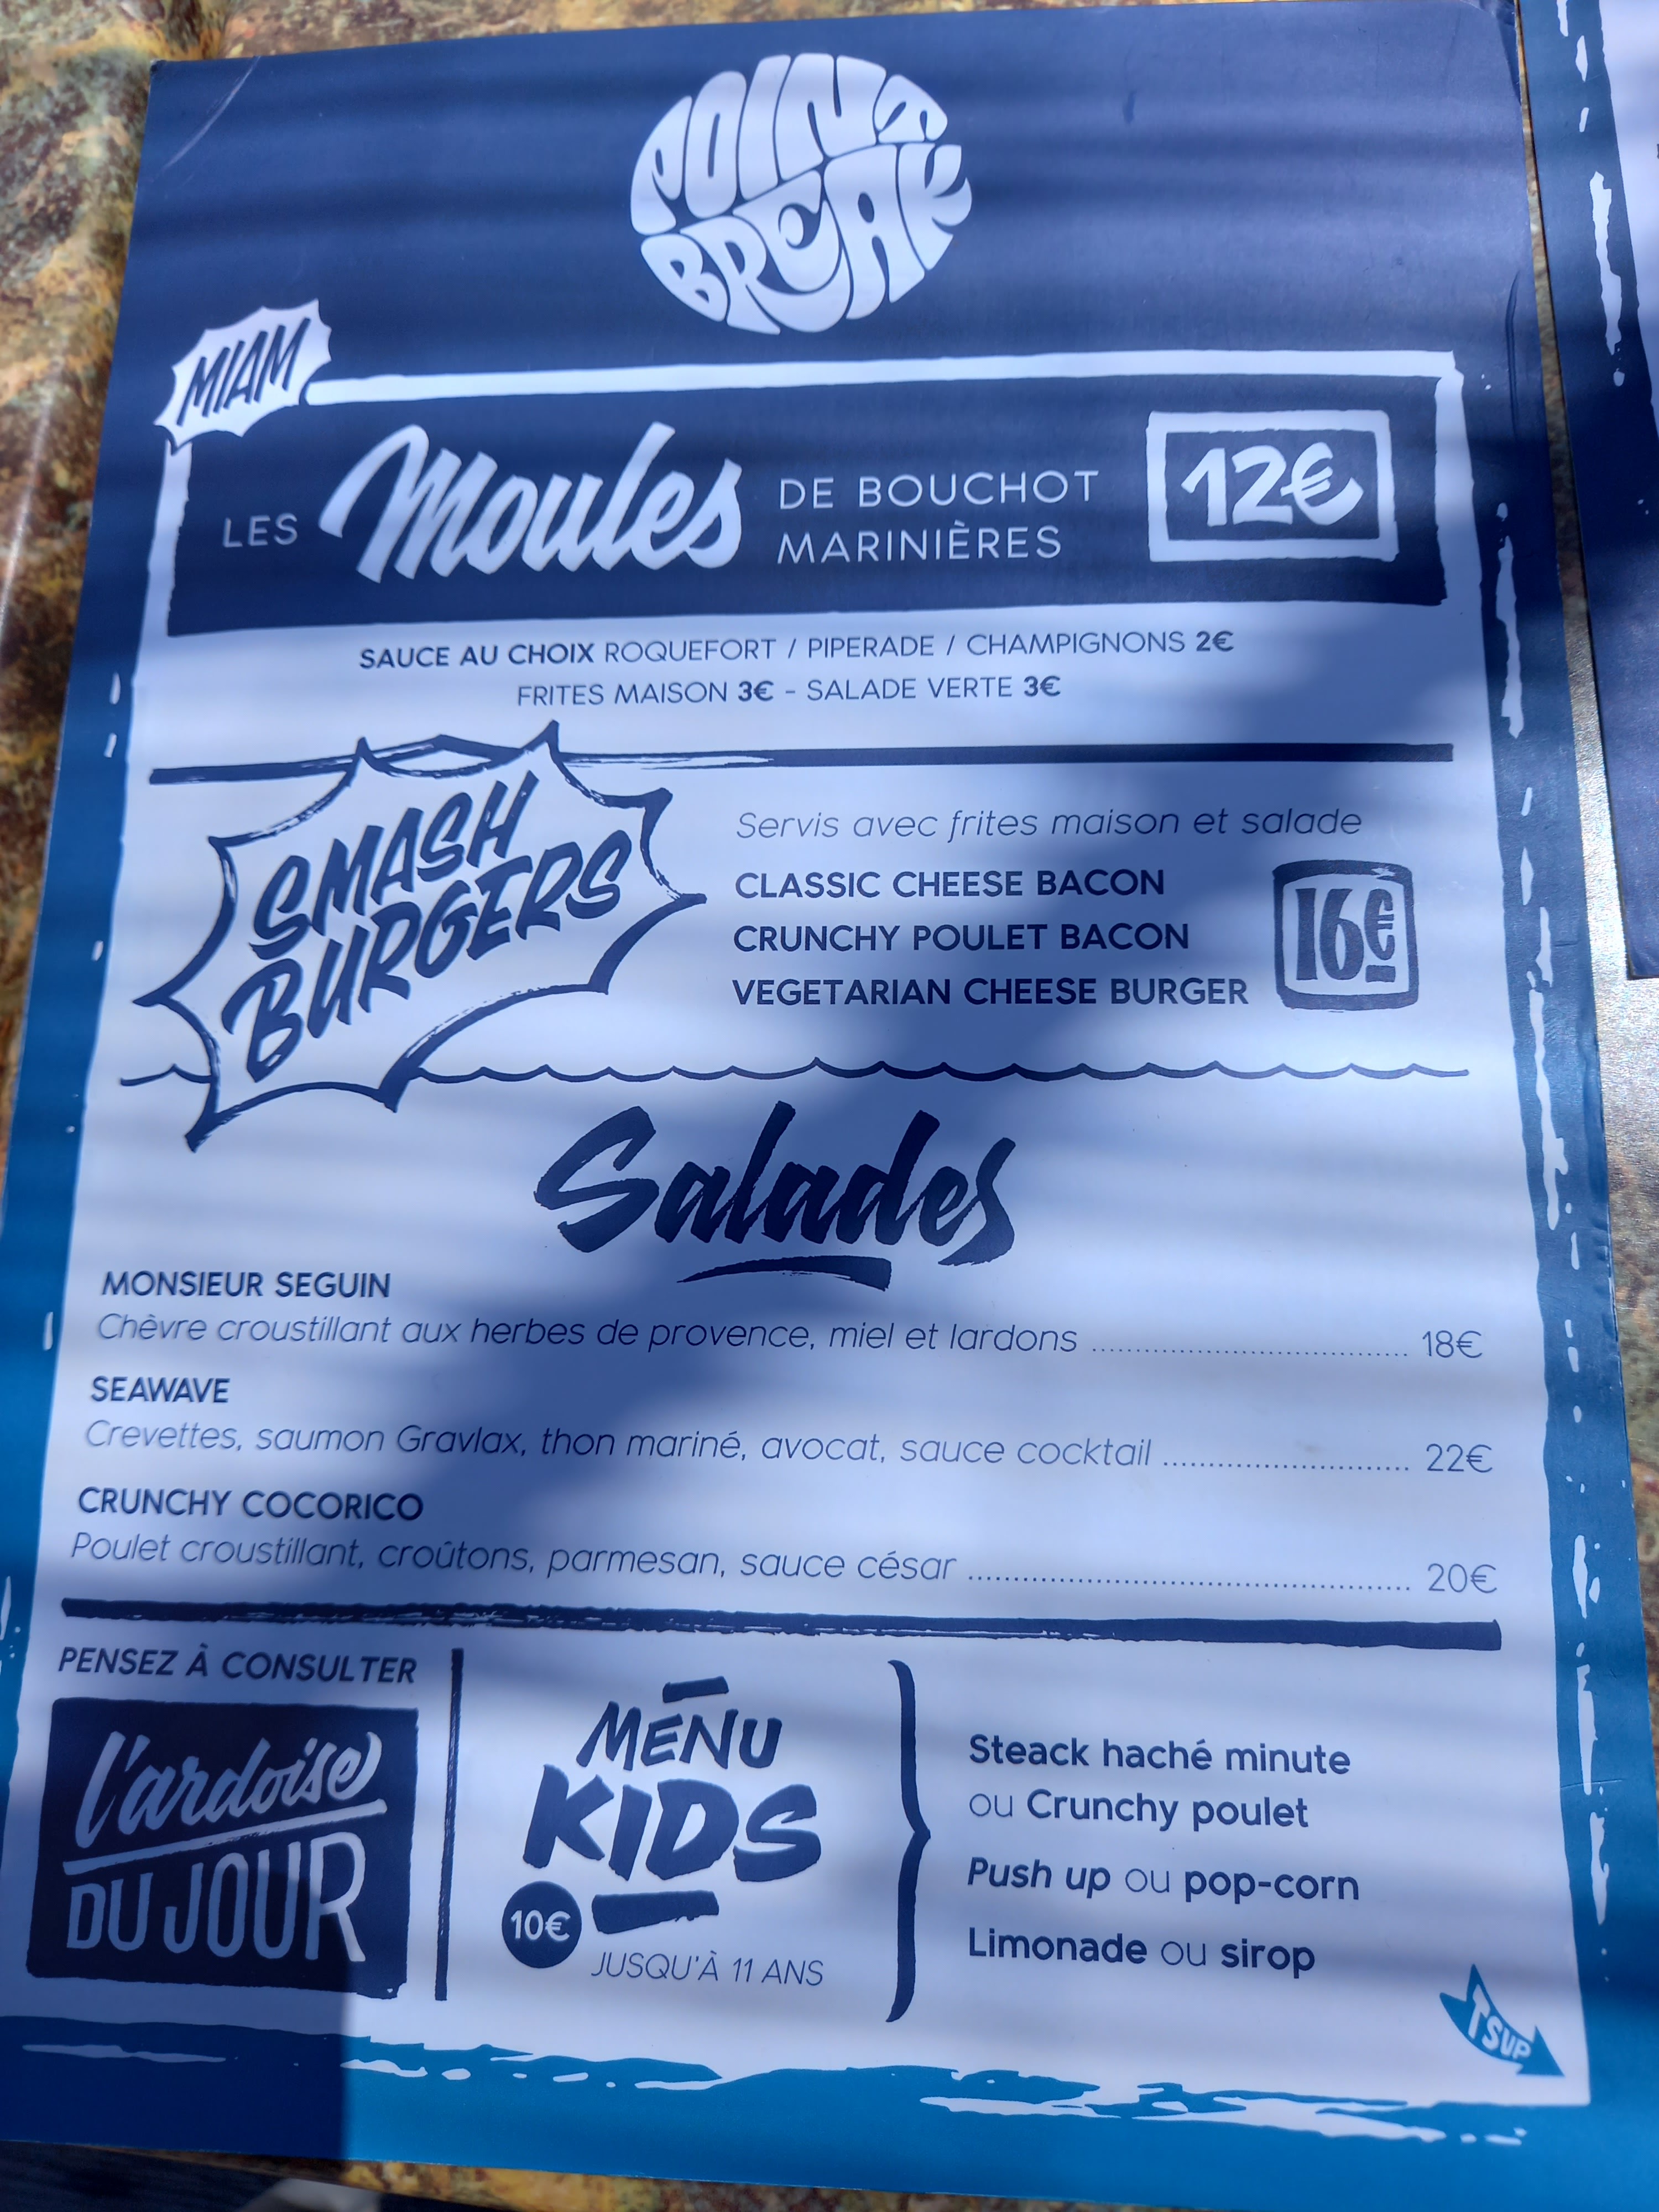 POINT
BREAK
MIAM
LES Moules DE BOUCHOT
MARINIÈRES
12€
SAUCE AU CHOIX ROQUEFORT / PIPERADE / CHAMPIGNONS 2€
FRITES MAISON 3€ - SALADE VERTE 3€
SMASH
BURGERS
Servis avec frites maison et salade
CLASSIC CHEESE BACON
CRUNCHY POULET BACON
VEGETARIAN CHEESE BURGER
16€
Salades
MONSIEUR SEGUIN
Chèvre croustillant aux herbes de provence, miel et lardons ........ 18€
SEAWAVE
Crevettes, saumon Gravlax, thon mariné, avocat, sauce cocktail ........ 22€
CRUNCHY COCORICO
Poulet croustillant, croûtons, parmesan, sauce césar ........ 20€
PENSEZ À CONSULTER
l'ardoise
DU JOUR
MENU
KIDS
10€
JUSQU'À 11 ANS
Steack haché minute
ou Crunchy poulet
Push up ou pop-corn
Limonade ou sirop
TSVP